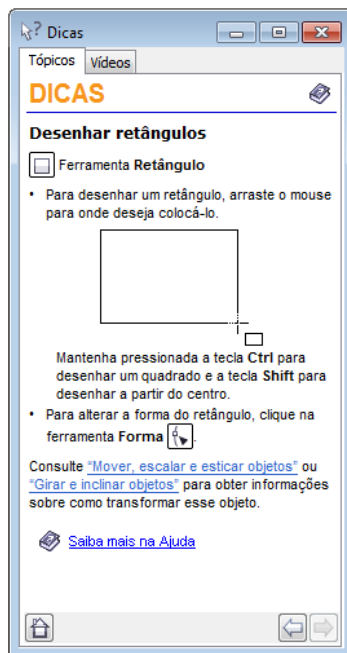 Dicas
Tópicos Vídeos
DICAS
Desenhar retângulos
Ferramenta Retângulo
• Para desenhar um retângulo, arraste o mouse
para onde deseja colocá-lo.
Mantenha pressionada a tecla Ctrl para
desenhar um quadrado e a tecla Shift para
desenhar a partir do centro.
• Para alterar a forma do retângulo, clique na
ferramenta Forma .
Consulte “Mover, escalar e esticar objetos” ou
“Girar e inclinar objetos” para obter informações
sobre como transformar esse objeto.
Saiba mais na Ajuda